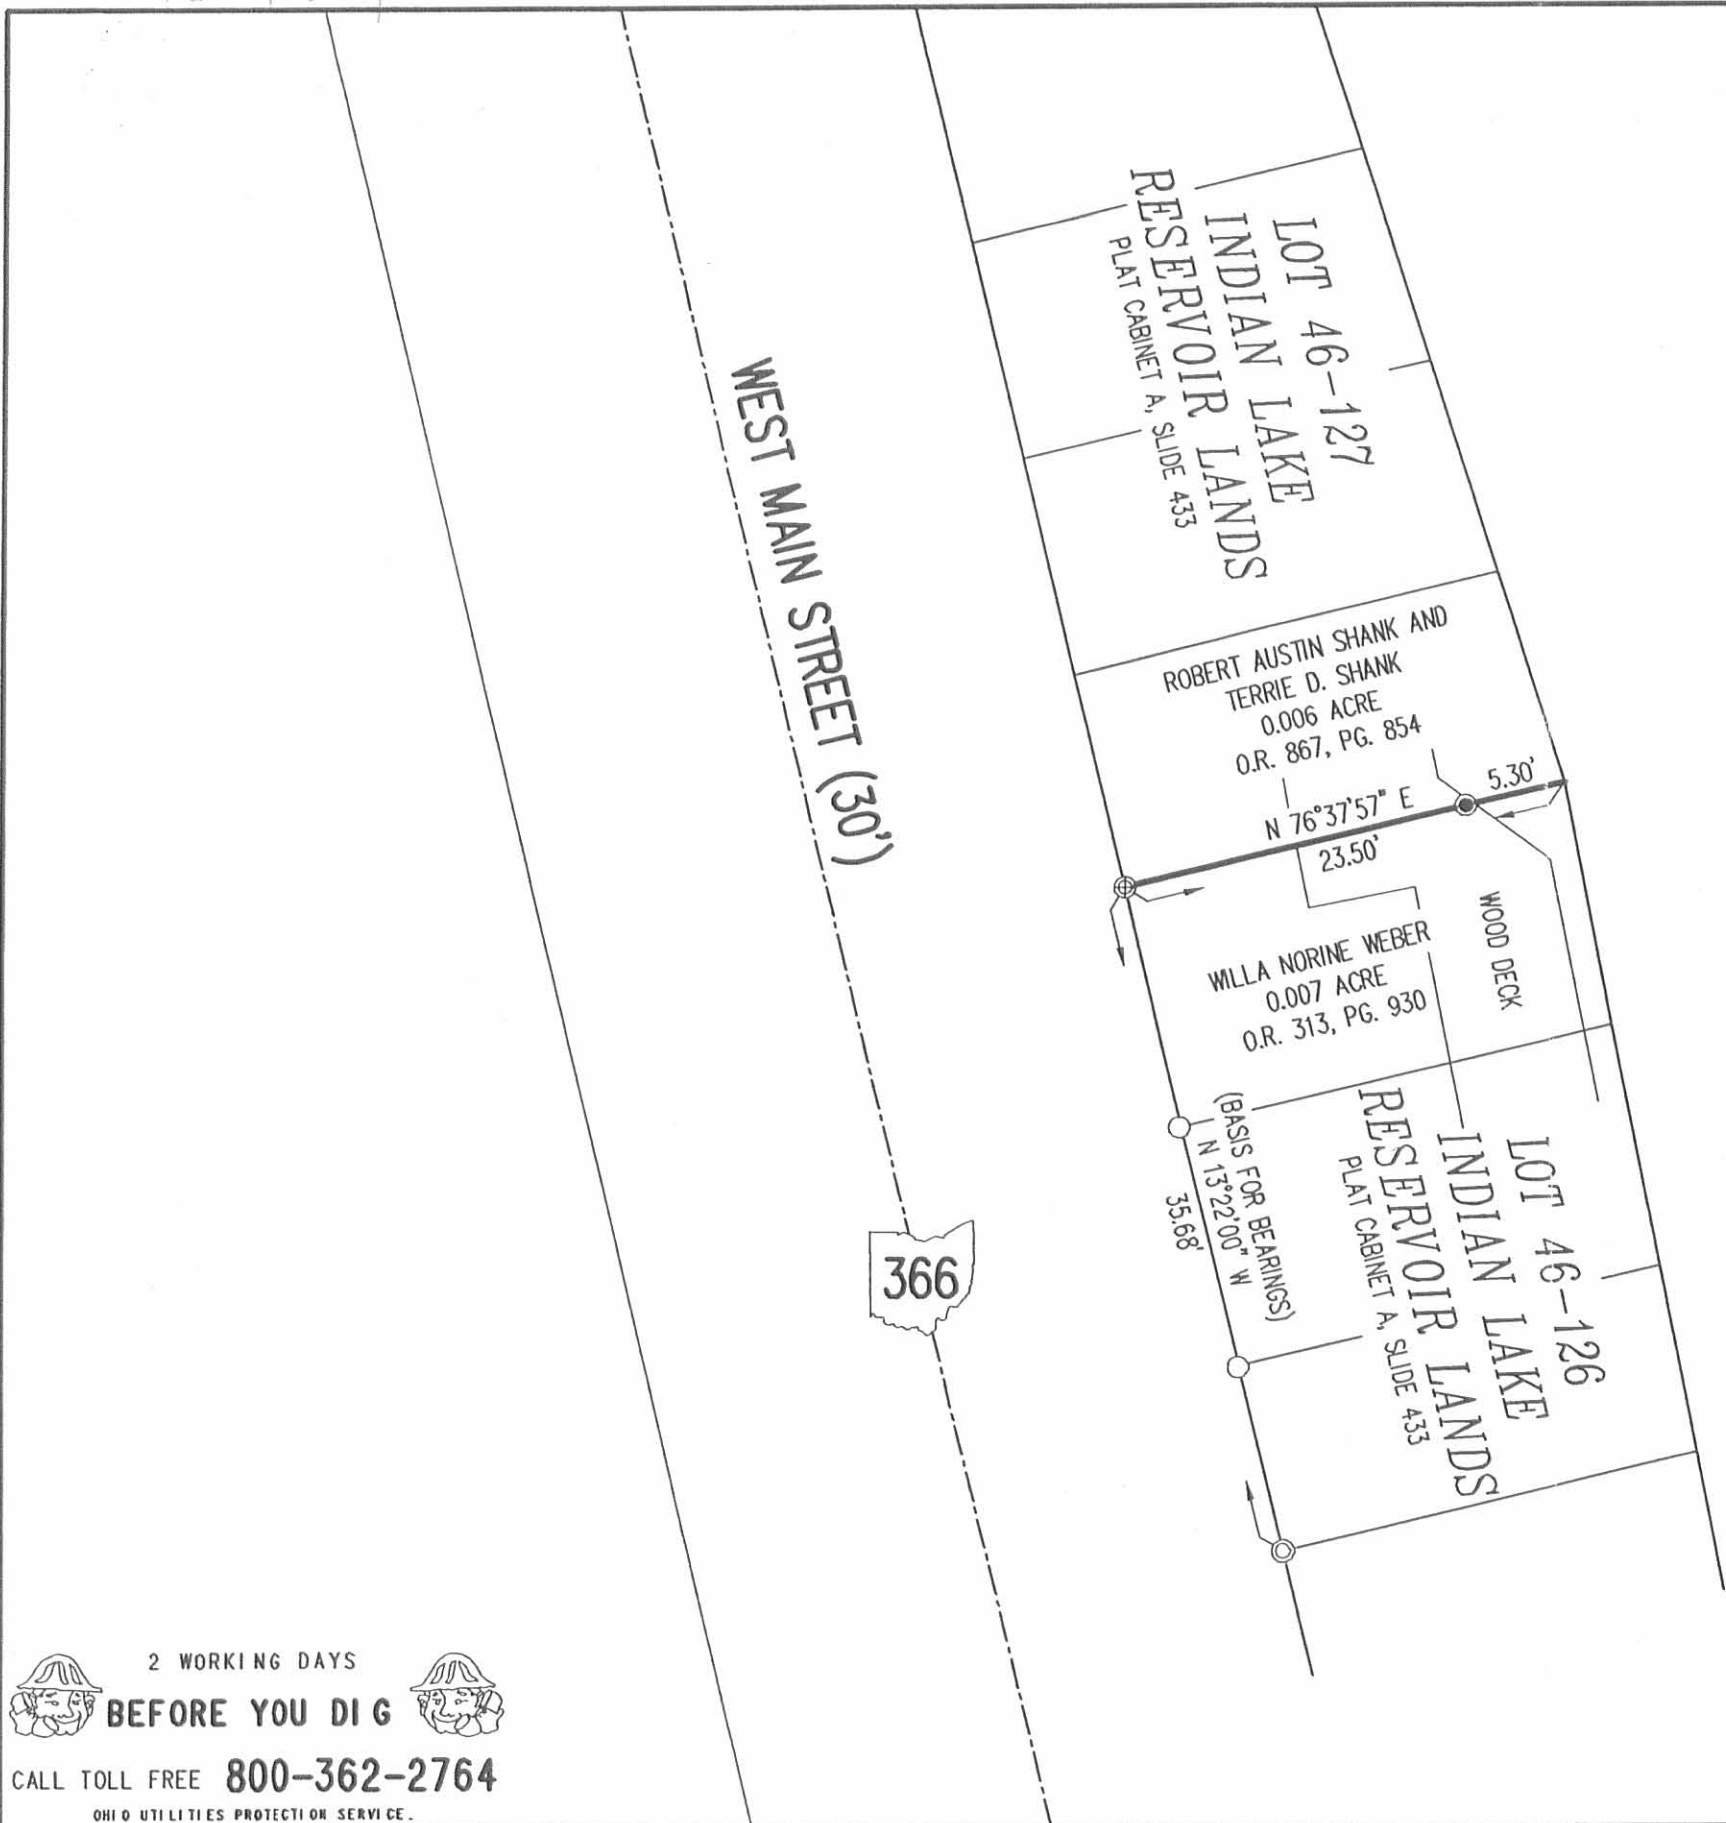 LOT 46-127
INDIAN LAKE
RESERVOIR LANDS
PLAT CABINET A, SLIDE 433
WEST MAIN STREET (30')
ROBERT AUSTIN SHANK AND
TERRIE D. SHANK
0.006 ACRE
O.R. 867, PG. 854
5.30'
N 76°37'57" E
23.50'
WOOD DECK
WILLA NORINE WEBER
0.007 ACRE
O.R. 313, PG. 930
(BASIS FOR BEARINGS)
N 13°22'00" W
35.68'
LOT 46-126
INDIAN LAKE
RESERVOIR LANDS
PLAT CABINET A, SLIDE 433
366
2 WORKING DAYS
BEFORE YOU DIG
CALL TOLL FREE 800-362-2764
OHIO UTILITIES PROTECTION SERVICE.